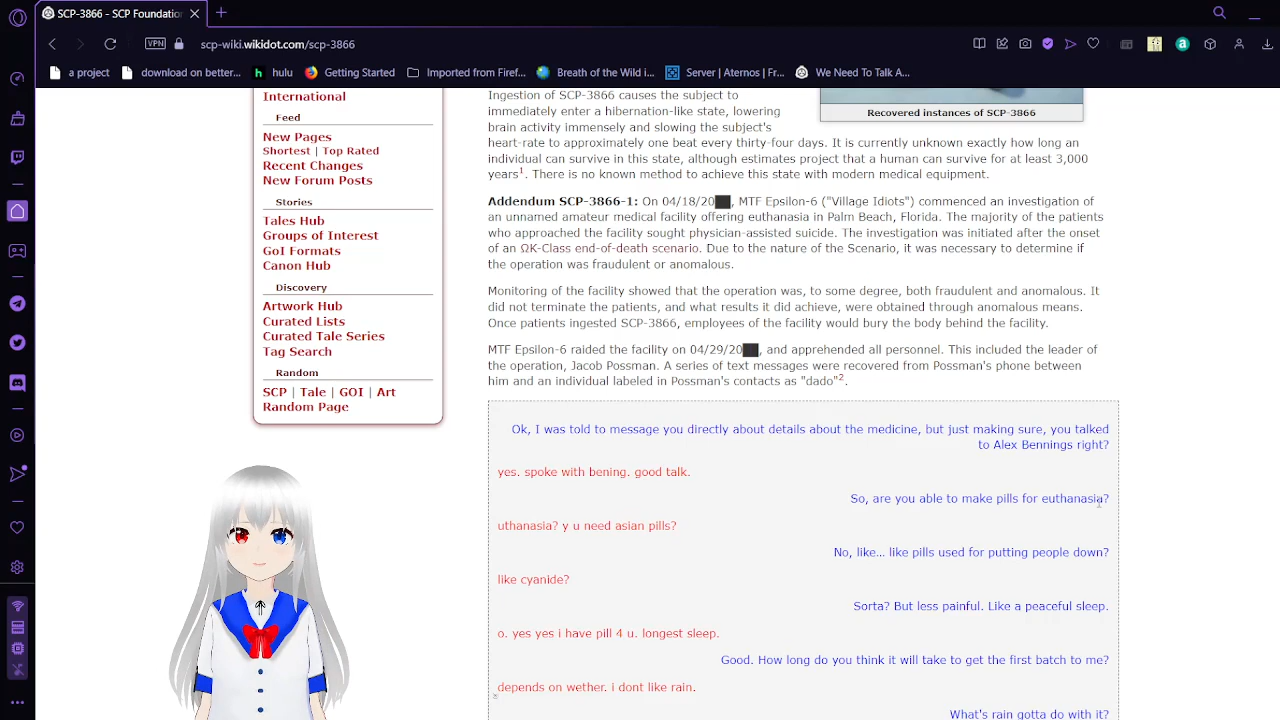 SCP-3866 - SCP Foundation
VPN
scp-wiki.wikidot.com/scp-3866
a project
download on better...
hulu
Getting Started
Imported from Firef...
Breath of the Wild i...
Server | Aternos | Fr...
We Need To Talk A...
International
Feed
New Pages
Shortest | Top Rated
Recent Changes
New Forum Posts
Stories
Tales Hub
Groups of Interest
GoI Formats
Canon Hub
Discovery
Artwork Hub
Curated Lists
Curated Tale Series
Tag Search
Random
SCP | Tale | GOI | Art
Random Page
Recovered instances of SCP-3866
Ingestion of SCP-3866 causes the subject to
immediately enter a hibernation-like state, lowering
brain activity immensely and slowing the subject's
heart-rate to approximately one beat every thirty-four days. It is currently unknown exactly how long an
individual can survive in this state, although estimates project that a human can survive for at least 3,000
years1. There is no known method to achieve this state with modern medical equipment.
Addendum SCP-3866-1: On 04/18/20██, MTF Epsilon-6 ("Village Idiots") commenced an investigation of
an unnamed amateur medical facility offering euthanasia in Palm Beach, Florida. The majority of the patients
who approached the facility sought physician-assisted suicide. The investigation was initiated after the onset
of an ΩK-Class end-of-death scenario. Due to the nature of the Scenario, it was necessary to determine if
the operation was fraudulent or anomalous.
Monitoring of the facility showed that the operation was, to some degree, both fraudulent and anomalous. It
did not terminate the patients, and what results it did achieve, were obtained through anomalous means.
Once patients ingested SCP-3866, employees of the facility would bury the body behind the facility.
MTF Epsilon-6 raided the facility on 04/29/20██, and apprehended all personnel. This included the leader of
the operation, Jacob Possman. A series of text messages were recovered from Possman's phone between
him and an individual labeled in Possman's contacts as "dado"2.
Ok, I was told to message you directly about details about the medicine, but just making sure, you talked
to Alex Bennings right?
yes. spoke with bening. good talk.
So, are you able to make pills for euthanasia?
uthanasia? y u need asian pills?
No, like... like pills used for putting people down?
like cyanide?
Sorta? But less painful. Like a peaceful sleep.
o. yes yes i have pill 4 u. longest sleep.
Good. How long do you think it will take to get the first batch to me?
depends on wether. i dont like rain.
What's rain gotta do with it?